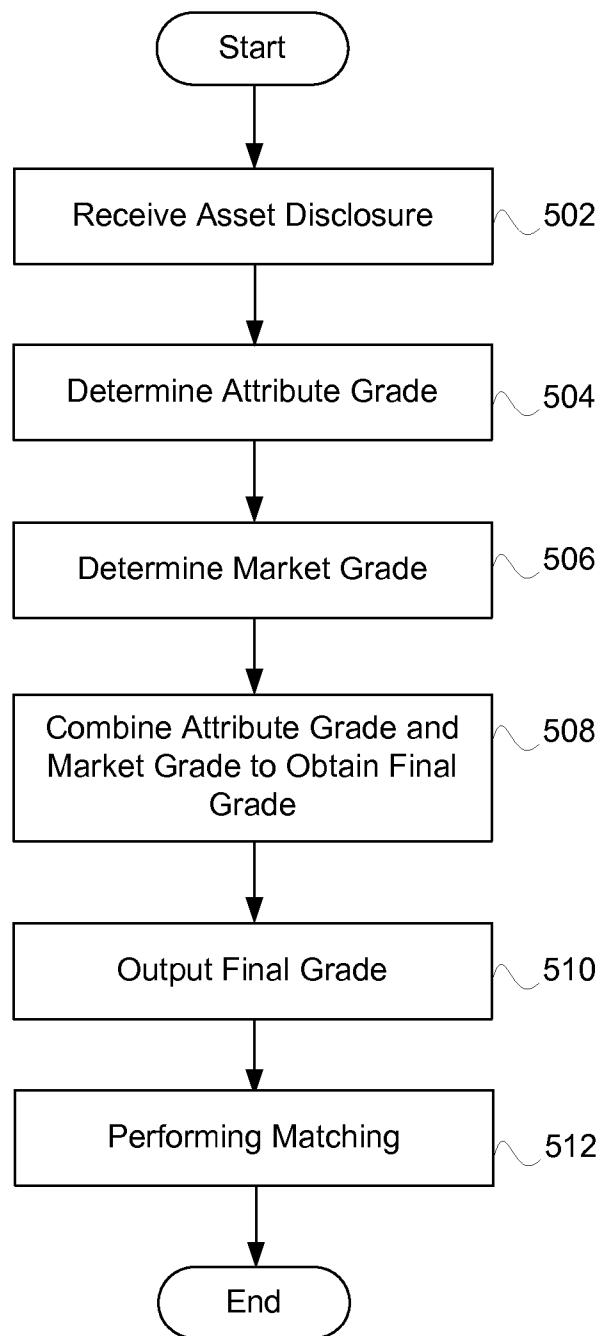 Start
Receive Asset Disclosure
502
Determine Attribute Grade
504
Determine Market Grade
506
Combine Attribute Grade and
Market Grade to Obtain Final
Grade
508
Output Final Grade
510
Performing Matching
512
End